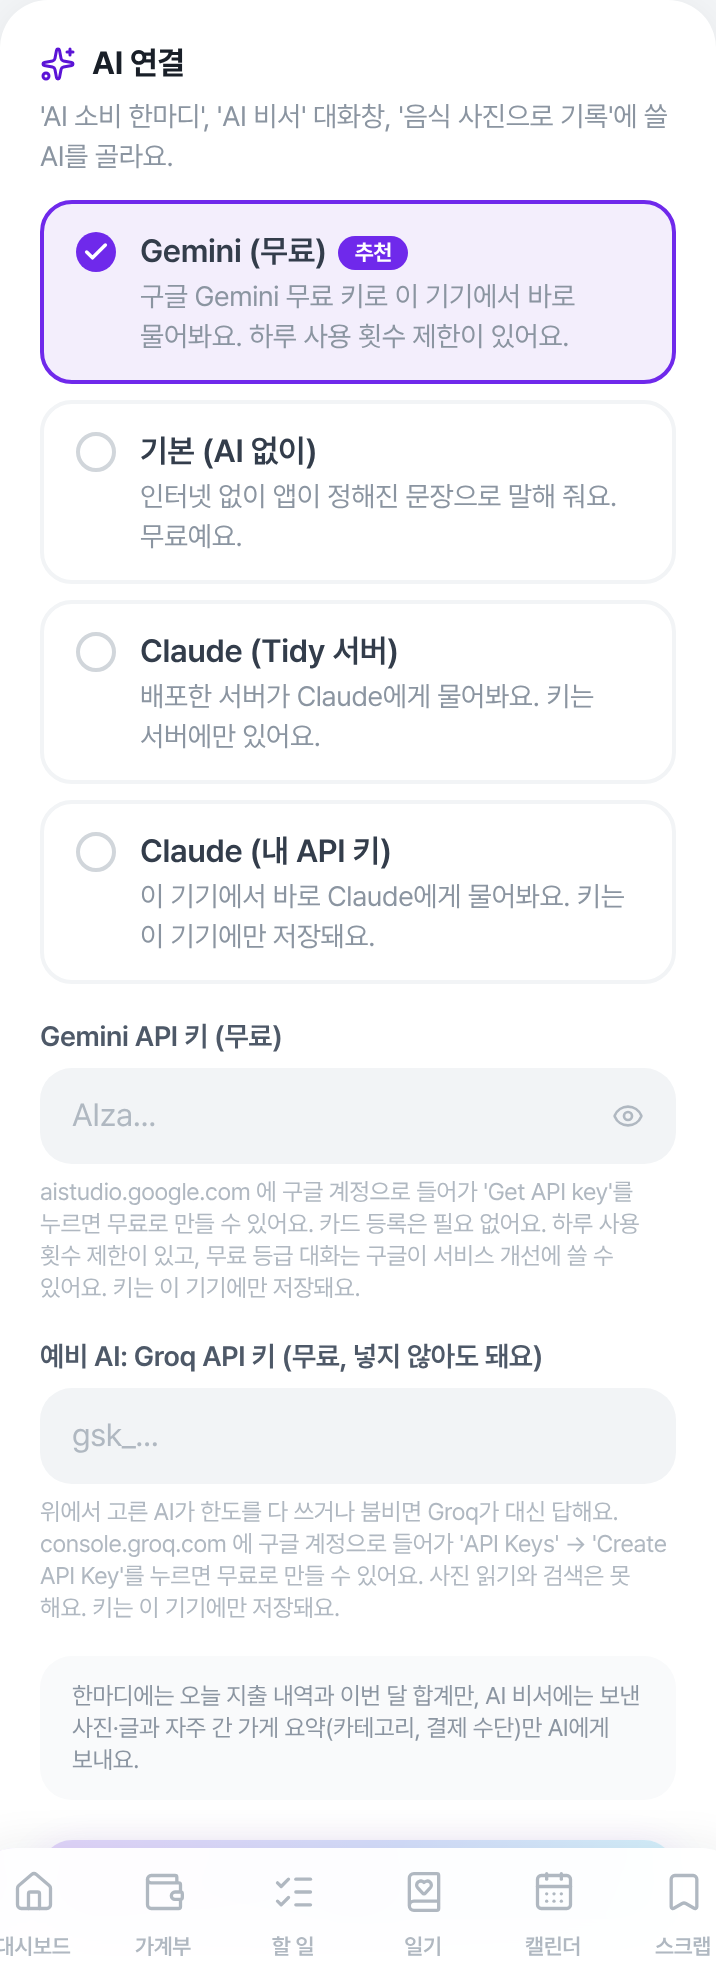 AI 연결
'AI 소비 한마디', 'AI 비서' 대화창, '음식 사진으로 기록'에 쓸
AI를 골라요.
Gemini (무료) 추천
구글 Gemini 무료 키로 이 기기에서 바로
물어봐요. 하루 사용 횟수 제한이 있어요.
기본 (AI 없이)
인터넷 없이 앱이 정해진 문장으로 말해 줘요.
무료예요.
Claude (Tidy 서버)
배포한 서버가 Claude에게 물어봐요. 키는
서버에만 있어요.
Claude (내 API 키)
이 기기에서 바로 Claude에게 물어봐요. 키는
이 기기에만 저장돼요.
Gemini API 키 (무료)
AIza...
aistudio.google.com 에 구글 계정으로 들어가 'Get API key'를
누르면 무료로 만들 수 있어요. 카드 등록은 필요 없어요. 하루 사용
횟수 제한이 있고, 무료 등급 대화는 구글이 서비스 개선에 쓸 수
있어요. 키는 이 기기에만 저장돼요.
예비 AI: Groq API 키 (무료, 넣지 않아도 돼요)
gsk_...
위에서 고른 AI가 한도를 다 쓰거나 붐비면 Groq가 대신 답해요.
console.groq.com 에 구글 계정으로 들어가 'API Keys' → 'Create
API Key'를 누르면 무료로 만들 수 있어요. 사진 읽기와 검색은 못
해요. 키는 이 기기에만 저장돼요.
한마디에는 오늘 지출 내역과 이번 달 합계만, AI 비서에는 보낸
사진·글과 자주 간 가게 요약(카테고리, 결제 수단)만 AI에게
보내요.
대시보드 가계부 할 일 일기 캘린더 스크랩